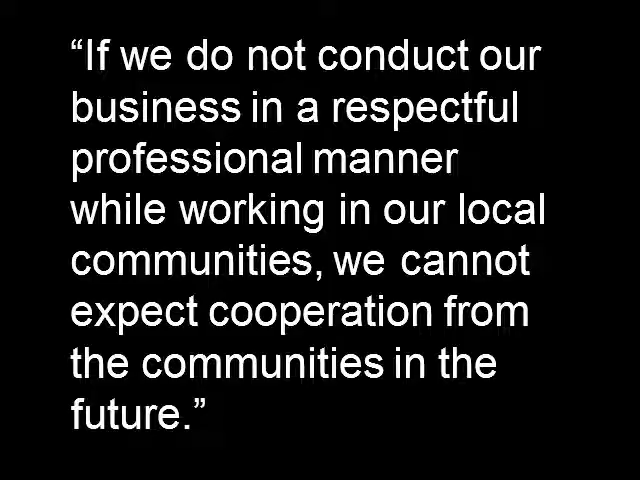 “If we do not conduct our
business in a respectful
professional manner
while working in our local
communities, we cannot
expect cooperation from
the communities in the
future.”